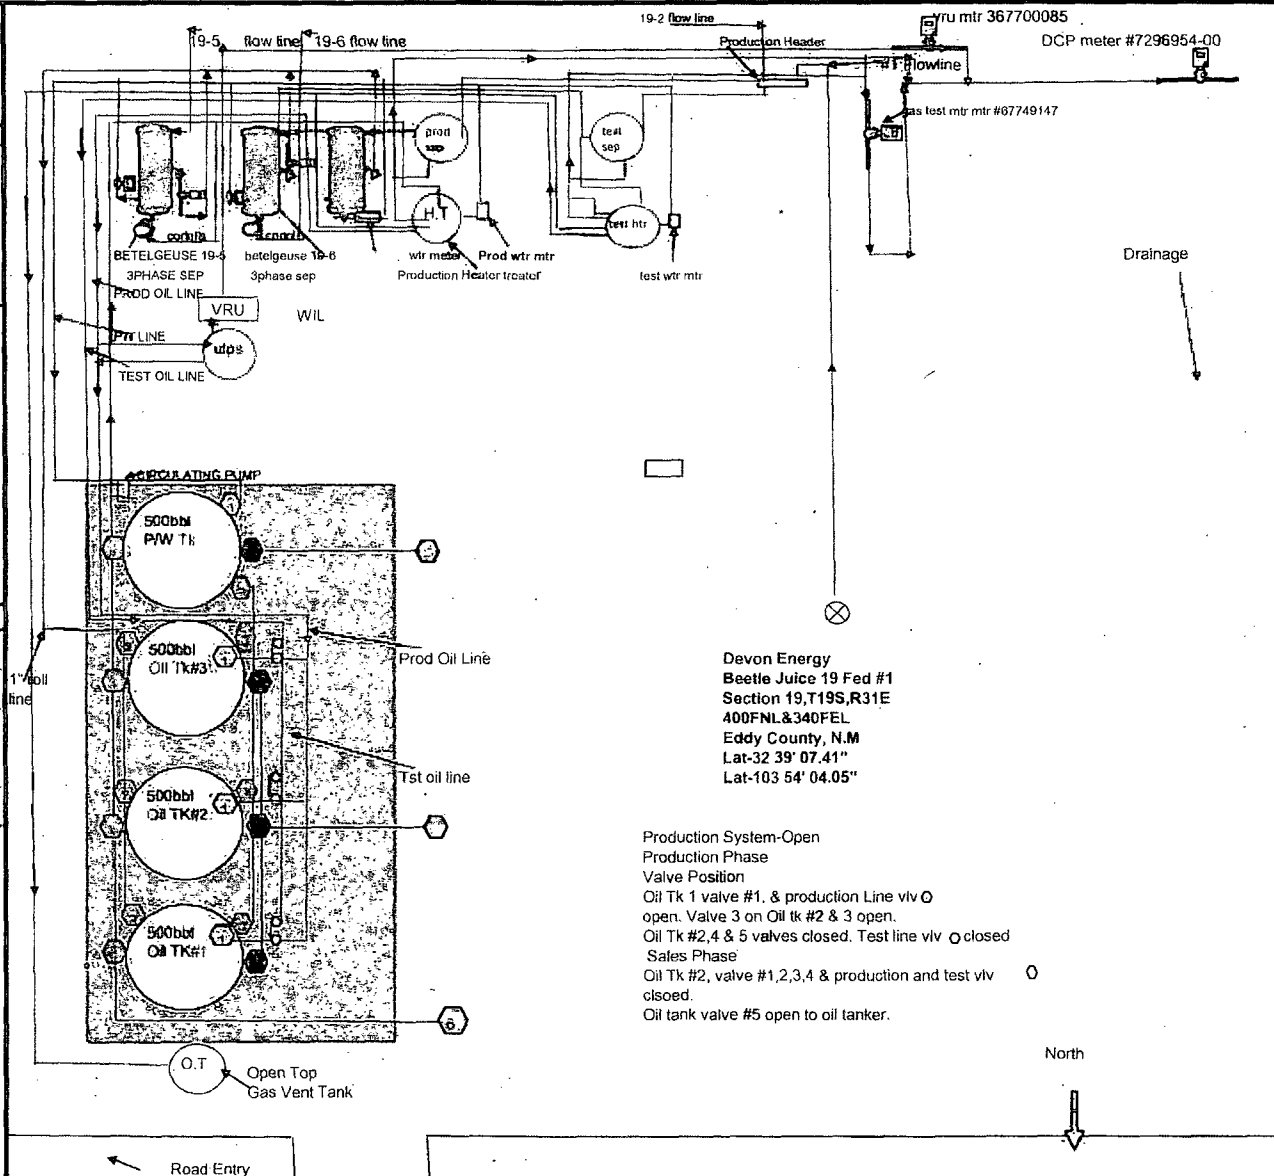 19-2 flow line
vru mtr 367700085
19-5 flow line
19-6 flow line
Production Header
DCP meter #7296954-00
#1 Flowline
gas test mtr mtr #67749147
prod
sep
test
sep
H.T
test htr
coriolis
coriolis
BETELGEUSE 19-5
3PHASE SEP
betelgeuse 19-6
3phase sep
wtr meter
Prod wtr mtr
Production Heater treater
test wtr mtr
Drainage
PROD OIL LINE
VRU
WIL
PW LINE
TEST OIL LINE
CIRCULATING PUMP
500bbl
P/W Tk
500bbl
Oil Tk#3
Prod Oil Line
line
500bbl
Oil TK#2
Tst oil line
500bbl
Oil TK#1
Devon Energy
Beetle Juice 19 Fed #1
Section 19,T19S,R31E
400FNL&340FEL
Eddy County, N.M
Lat-32 39' 07.41"
Lat-103 54' 04.05"
Production System-Open
Production Phase
Valve Position
Oil Tk 1 valve #1, & production Line vlv
open. Valve 3 on Oil tk #2 & 3 open.
Oil Tk #2,4 & 5 valves closed. Test line vlv closed
Sales Phase
Oil Tk #2, valve #1,2,3,4 & production and test vlv
clsoed.
Oil tank valve #5 open to oil tanker.
O.T
Open Top
Gas Vent Tank
North
Road Entry